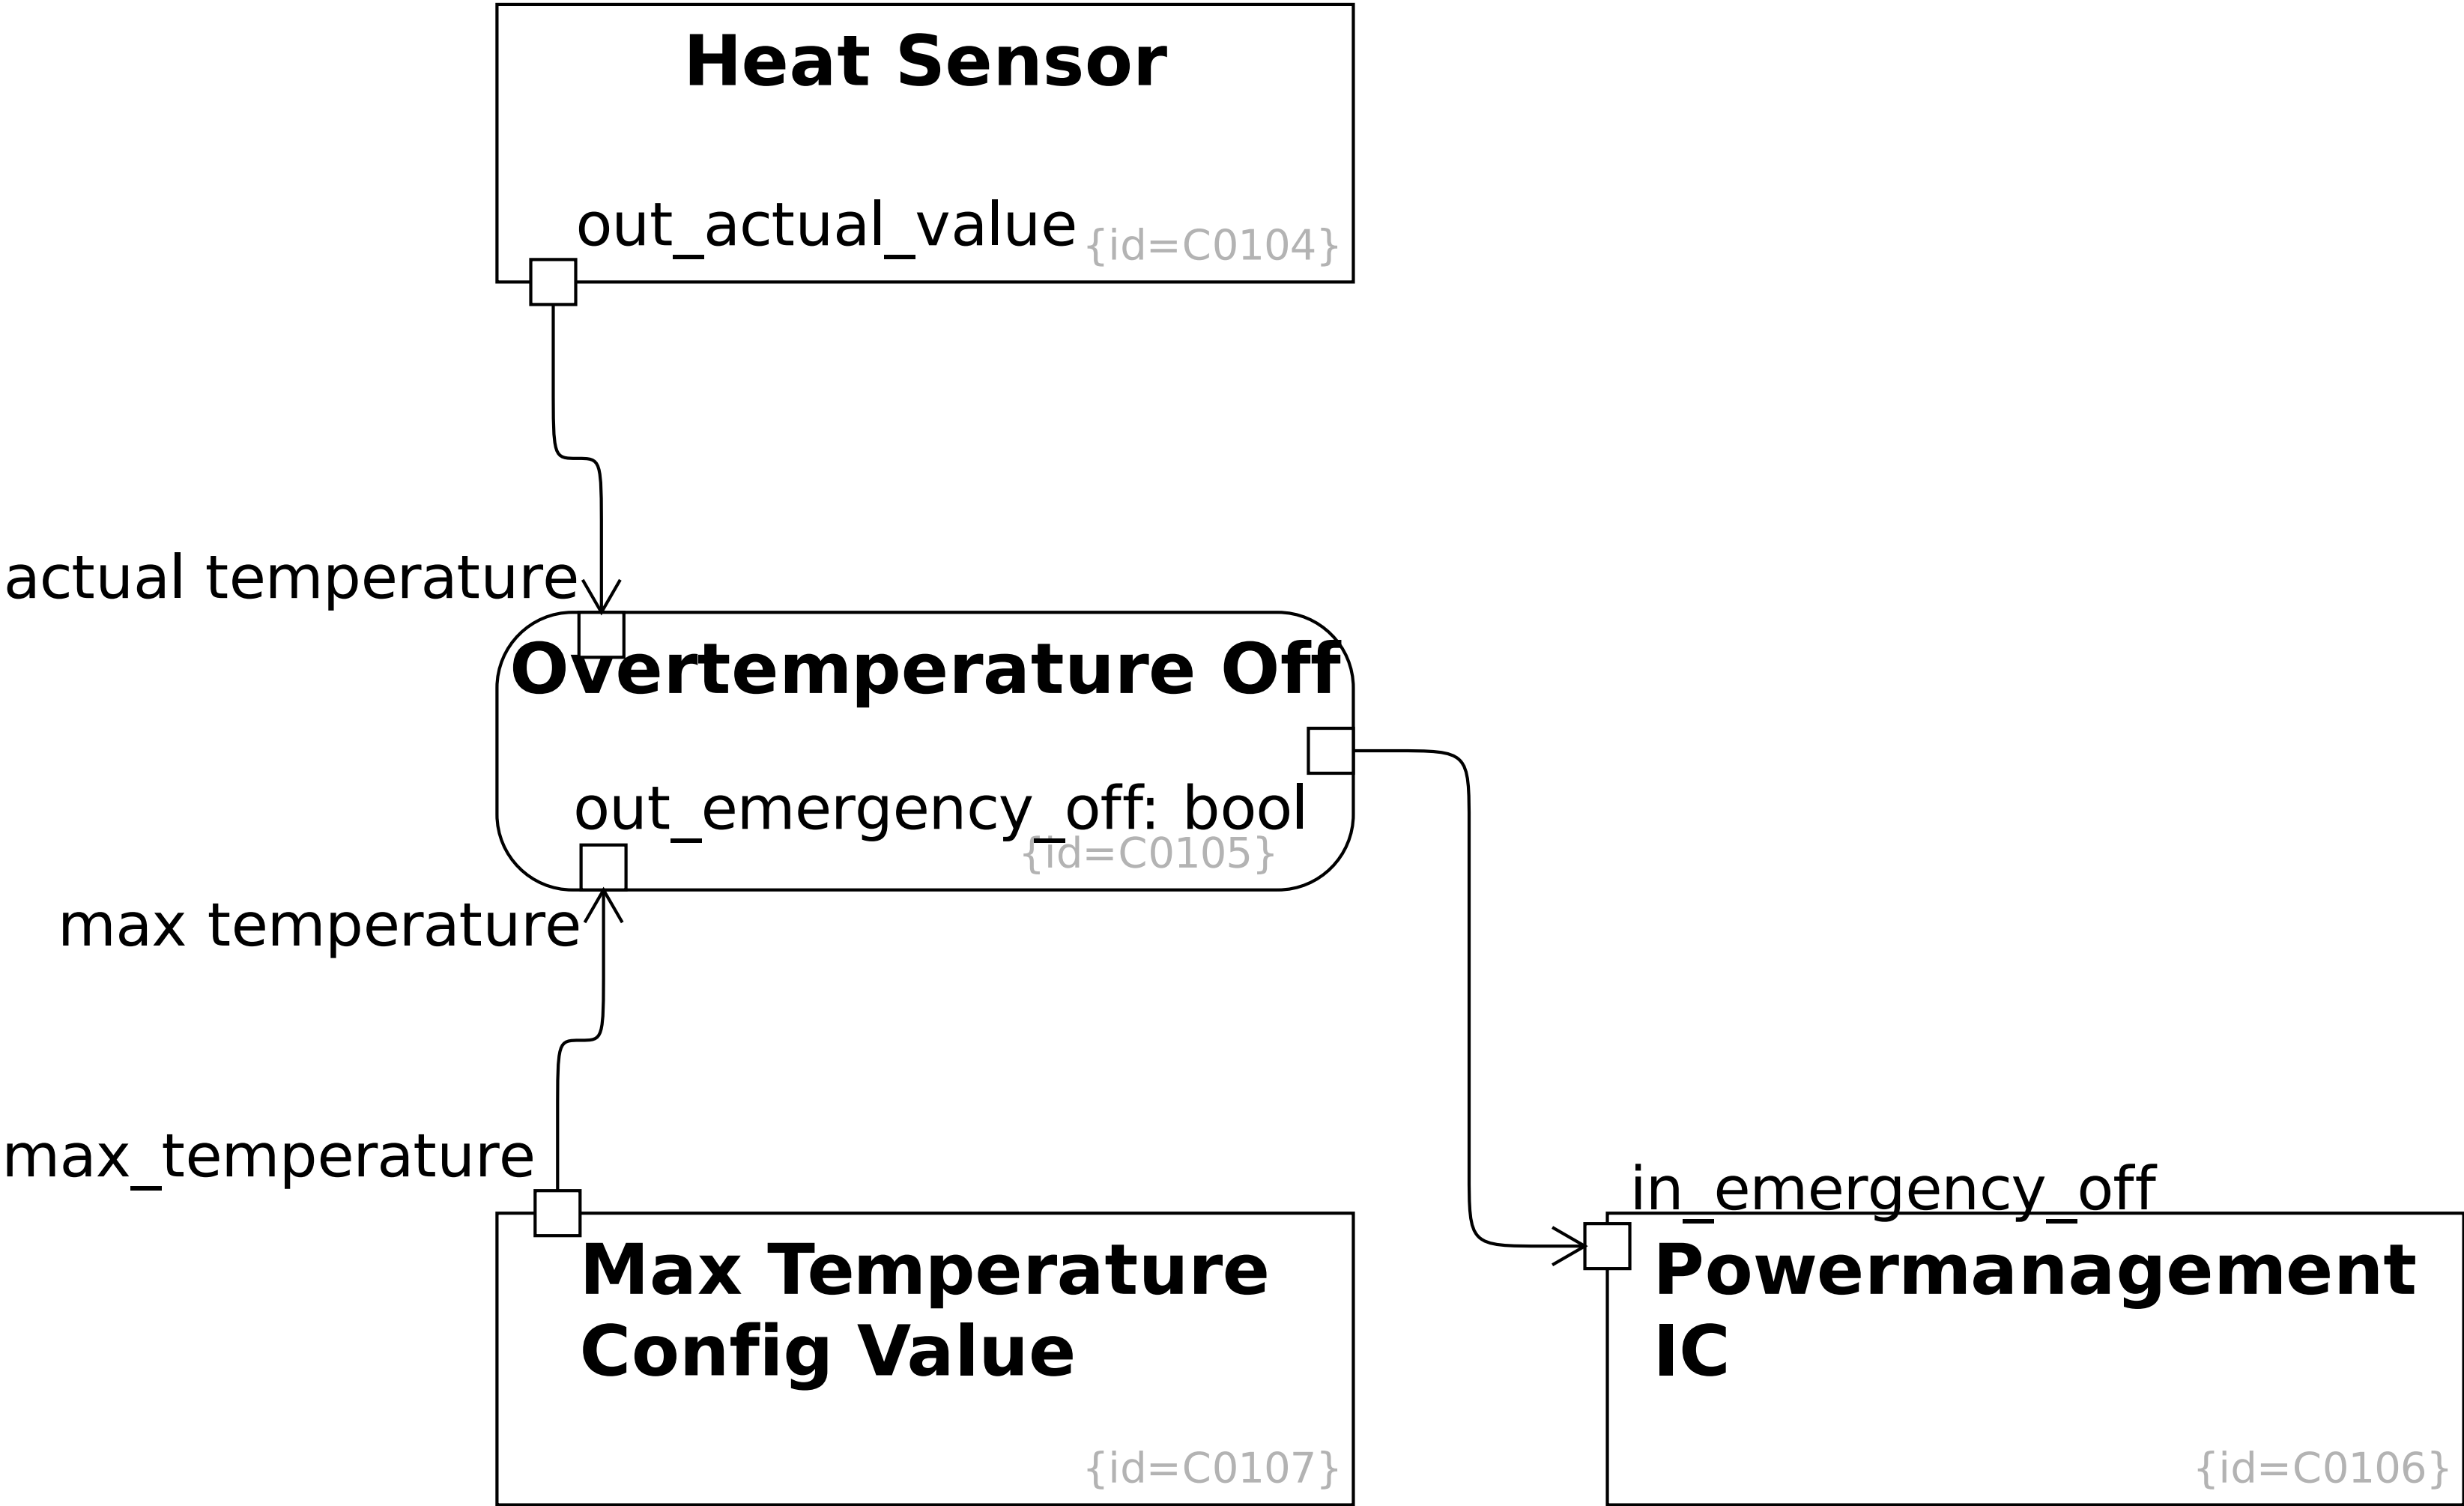 Heat Sensor
out_actual_value
{id=C0104}
actual temperature
Overtemperature Off
out_emergency_off: bool
{id=C0105}
max temperature
max_temperature
in_emergency_off
Max Temperature
Config Value
{id=C0107}
Powermanagement
IC
{id=C0106}